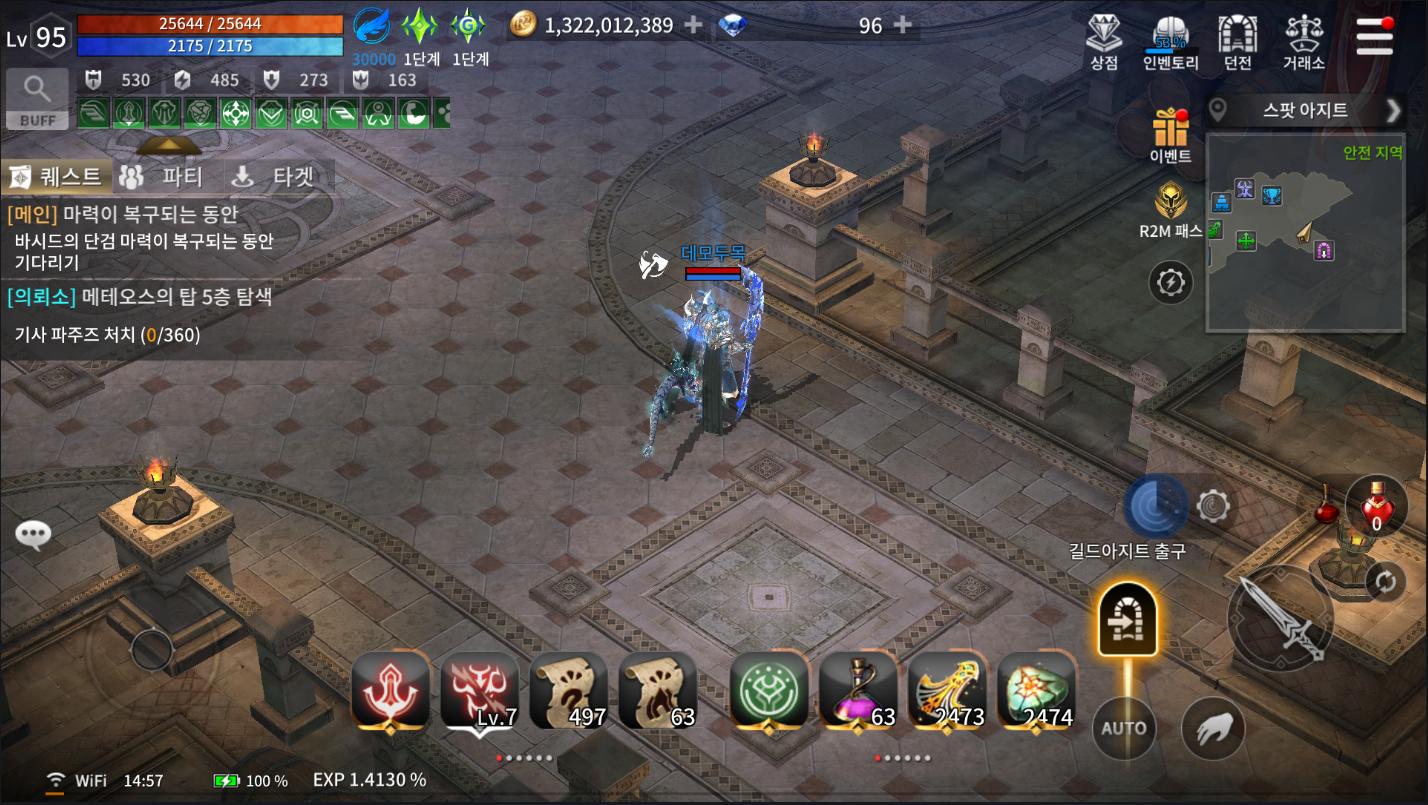 Lv 95
25644 / 25644
2175 / 2175
30000 1단계 1단계
1,322,012,389 +
96 +
상점
53 %
인벤토리
던전
거래소
530 485 273 163
BUFF
스팟 아지트
안전 지역
이벤트
R2M 패스
퀘스트 파티 타겟
[메인] 마력이 복구되는 동안
바시드의 단검 마력이 복구되는 동안
기다리기
[의뢰소] 메테오스의 탑 5층 탐색
기사 파주즈 처치 (0/360)
데모두목
0
길드아지트 출구
Lv.7
497
63
63
2473
2474
AUTO
WiFi 14:57 100 % EXP 1.4130 %